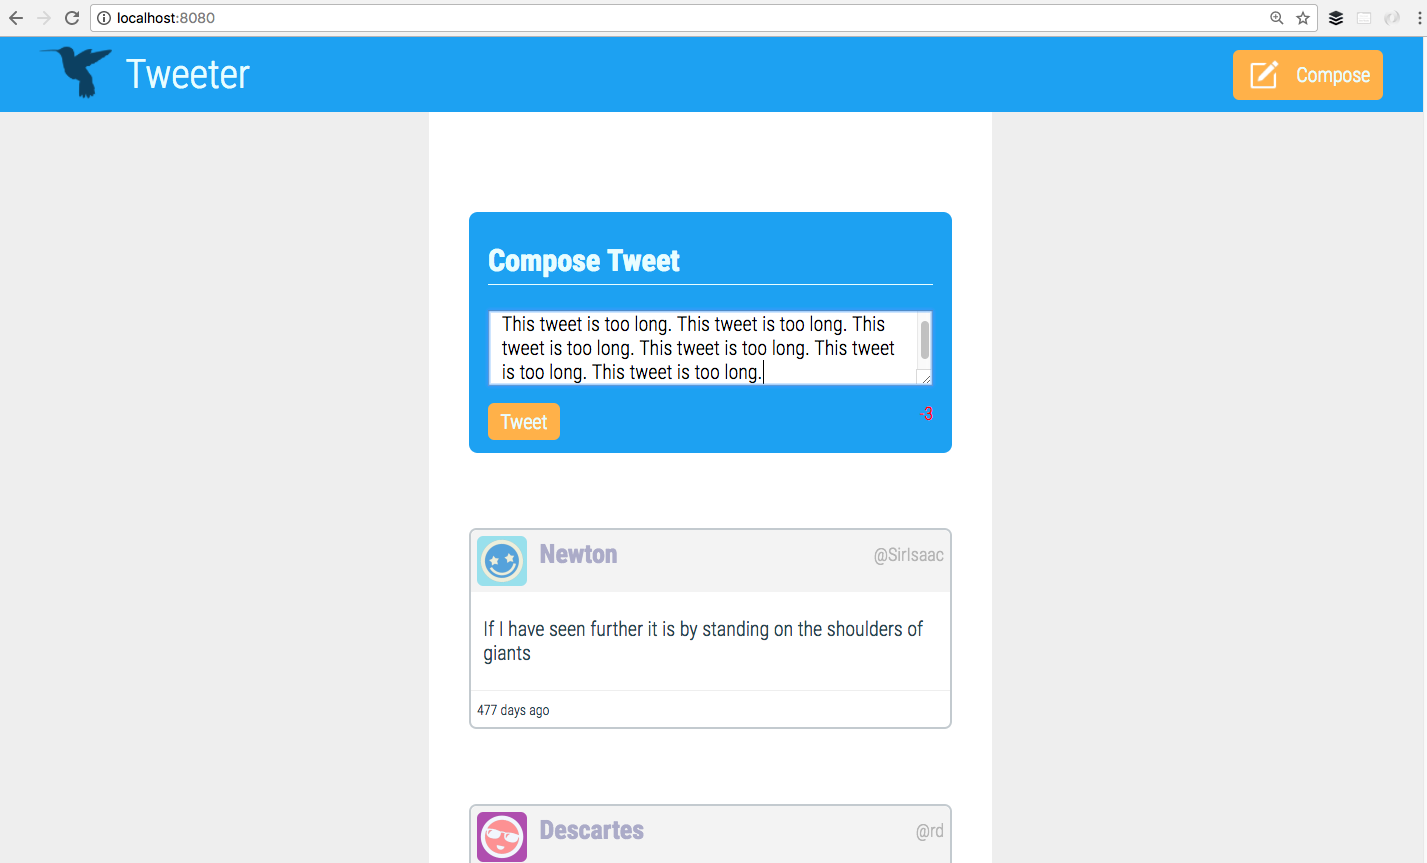 localhost:8080
Tweeter
Compose
Compose Tweet
This tweet is too long. This tweet is too long. This
tweet is too long. This tweet is too long. This tweet
is too long. This tweet is too long.
Tweet
-3
Newton
@SirIsaac
If I have seen further it is by standing on the shoulders of
giants
477 days ago
Descartes
@rd